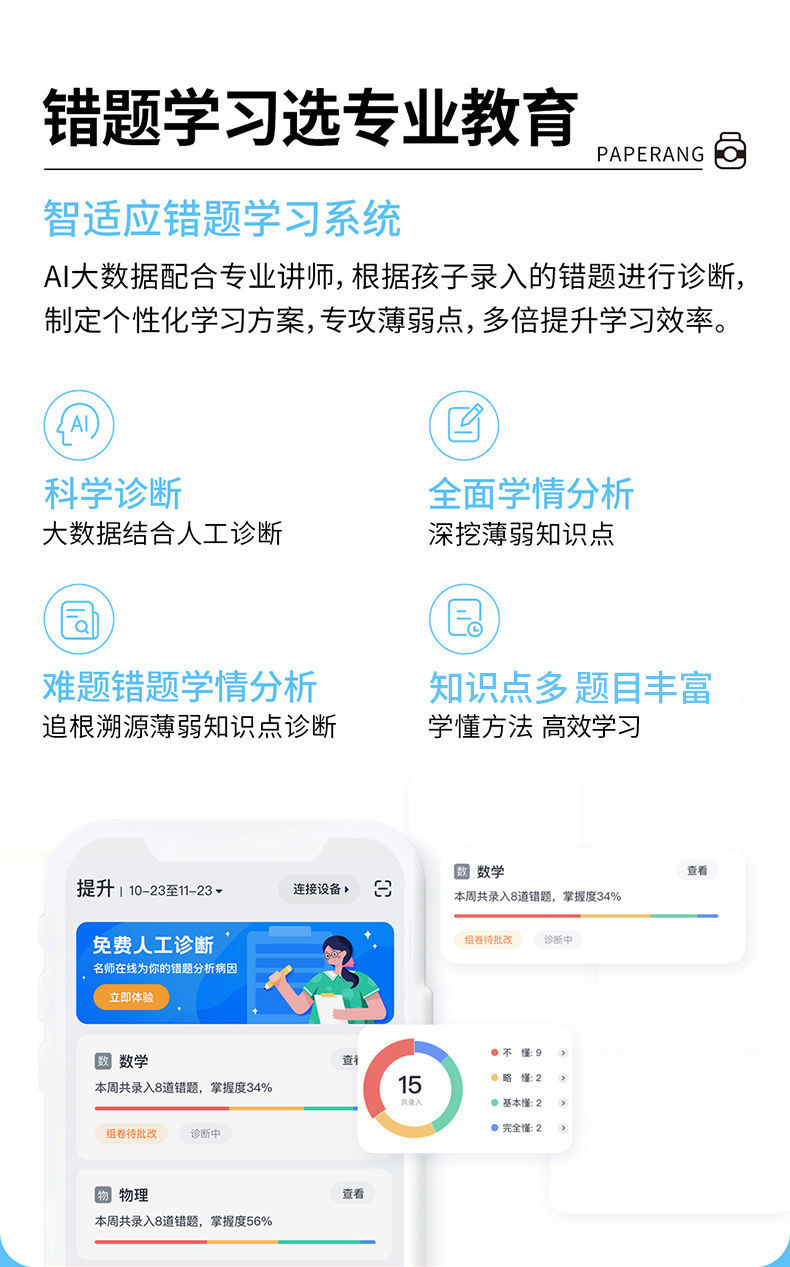 错题学习选专业教育
PAPERANG
智适应错题学习系统
AI大数据配合专业讲师，根据孩子录入的错题进行诊断，
制定个性化学习方案，专攻薄弱点，多倍提升学习效率。
AI
科学诊断
大数据结合人工诊断
全面学情分析
深挖薄弱知识点
难题错题学情分析
追根溯源薄弱知识点诊断
知识点多 题目丰富
学懂方法 高效学习
提升 | 10-23至11-23
连接设备
免费人工诊断
名师在线为你的错题分析病因
立即体验
数 数学
查看
本周共录入8道错题，掌握度34%
组卷待批改
诊断中
数 数学
查
本周共录入8道错题，掌握度34%
组卷待批改
诊断中
15
共录入
不 懂: 9
略 懂: 2
基本懂: 2
完全懂: 2
物 物理
查看
本周共录入8道错题，掌握度56%